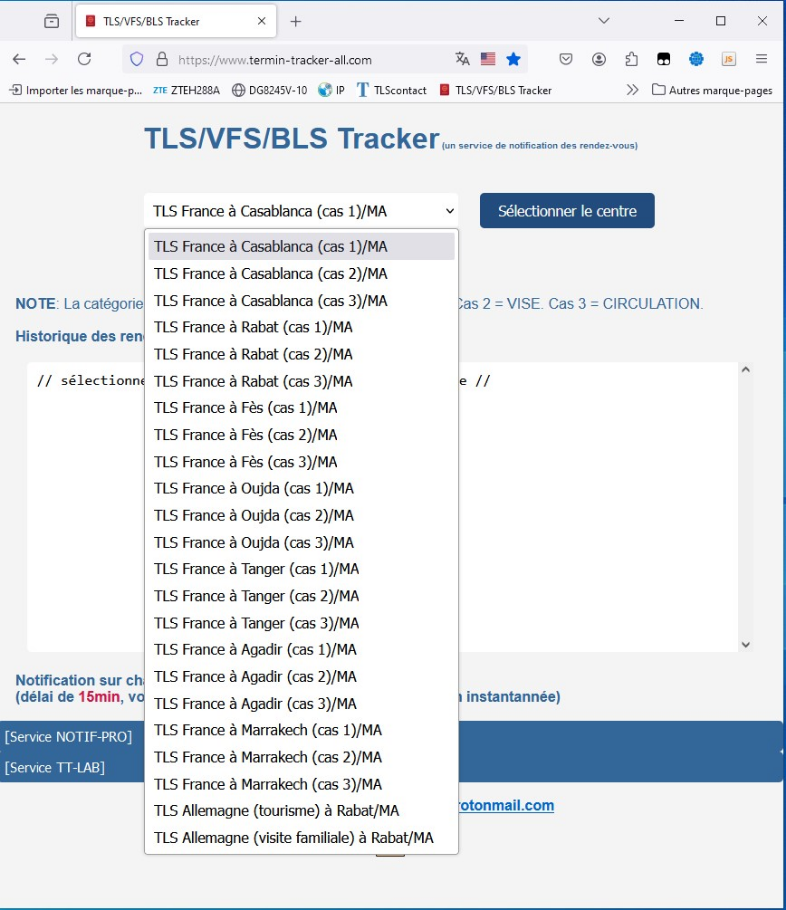 TLS/VFS/BLS Tracker
https://www.termin-tracker-all.com
Importer les marque-p... ZTE ZTEH288A DG8245V-10 IP T TLScontact TLS/VFS/BLS Tracker Autres marque-pages
TLS/VFS/BLS Tracker (un service de notification des rendez-vous)
TLS France à Casablanca (cas 1)/MA Sélectionner le centre
TLS France à Casablanca (cas 1)/MA
TLS France à Casablanca (cas 2)/MA
NOTE: La catégorie TLS France à Casablanca (cas 3)/MA Cas 2 = VISE. Cas 3 = CIRCULATION.
TLS France à Rabat (cas 1)/MA
Historique des ren
TLS France à Rabat (cas 2)/MA
// sélectionne TLS France à Rabat (cas 3)/MA e //
TLS France à Fès (cas 1)/MA
TLS France à Fès (cas 2)/MA
TLS France à Fès (cas 3)/MA
TLS France à Oujda (cas 1)/MA
TLS France à Oujda (cas 2)/MA
TLS France à Oujda (cas 3)/MA
TLS France à Tanger (cas 1)/MA
TLS France à Tanger (cas 2)/MA
TLS France à Tanger (cas 3)/MA
TLS France à Agadir (cas 1)/MA
Notification sur ch TLS France à Agadir (cas 2)/MA
(délai de 15min, vo TLS France à Agadir (cas 3)/MA n instantannée)
[Service NOTIF-PRO] TLS France à Marrakech (cas 1)/MA
TLS France à Marrakech (cas 2)/MA
[Service TT-LAB]
TLS France à Marrakech (cas 3)/MA
TLS Allemagne (tourisme) à Rabat/MA otonmail.com
TLS Allemagne (visite familiale) à Rabat/MA